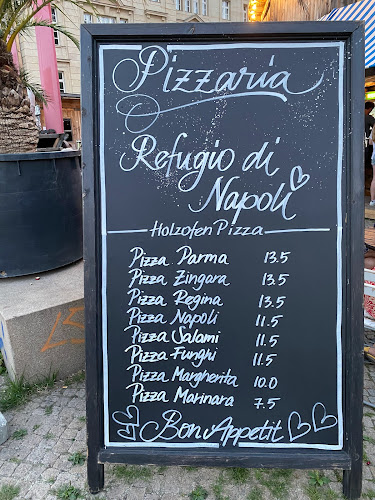 Pizzaria
Refugio di
Napoli
Holzofen Pizza
Pizza Parma 13.5
Pizza Zingara 13.5
Pizza Regina 13.5
Pizza Napoli 11.5
Pizza Salami 11.5
Pizza Funghi 11.5
Pizza Margherita 10.0
Pizza Marinara 7.5
Bon Appetit